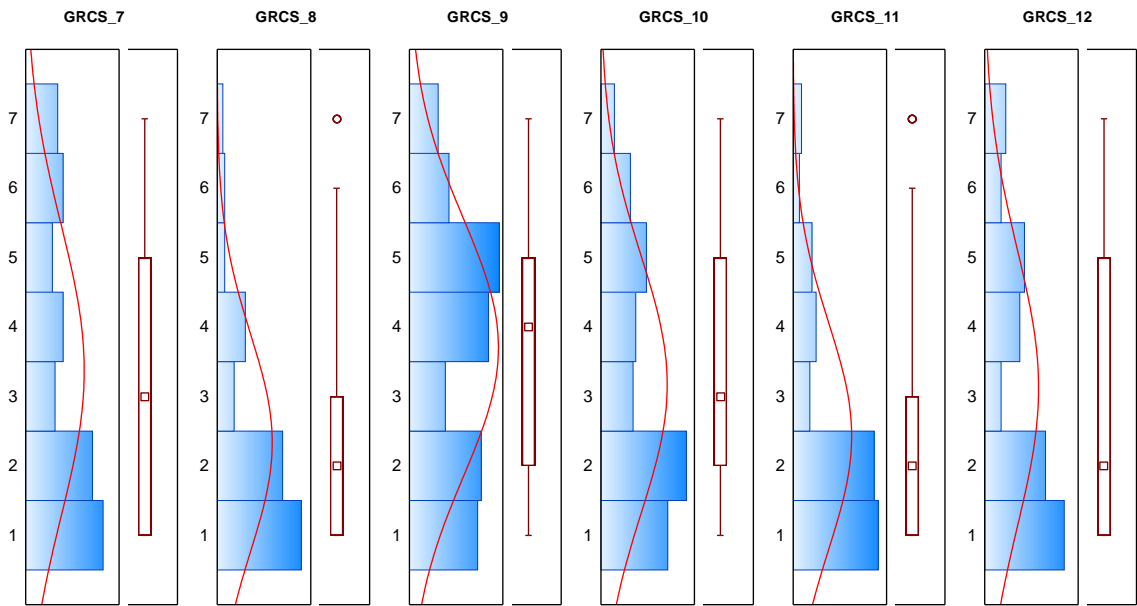 GRCS_7 GRCS_8 GRCS_9 GRCS_10 GRCS_11 GRCS_12
7 7 7 7 7 7
6 6 6 6 6 6
5 5 5 5 5 5
4 4 4 4 4 4
3 3 3 3 3 3
2 2 2 2 2 2
1 1 1 1 1 1